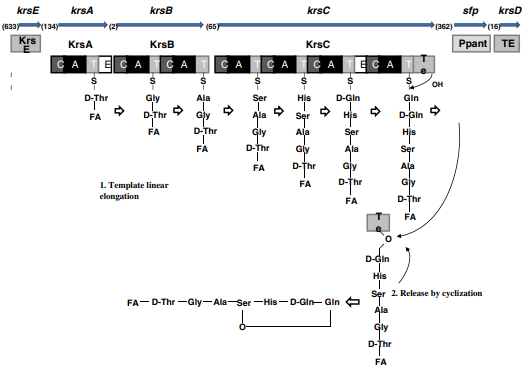 krsE krsA krsB krsC sfp krsD
(633) (134) (2) (65) (362) (16)
Krs E KrsA KrsB KrsC Ppant TE
C A T E C A T C A T C A T C A T C A T E C A T Te
S S S S S S S OH
D-Thr Gly Ala Ser His D-Gln Gln
FA D-Thr Gly Ala Ser His D-Gln
FA D-Thr Gly Ala Ser His
FA D-Thr Gly Ala Ser
FA D-Thr Gly Ala
FA D-Thr Gly
FA D-Thr
FA
1. Template linear
elongation
Te
O
D-Gln
His
Ser 2. Release by cyclization
Ala
Gly
D-Thr
FA
FA D-Thr Gly Ala Ser His D-Gln Gln
O